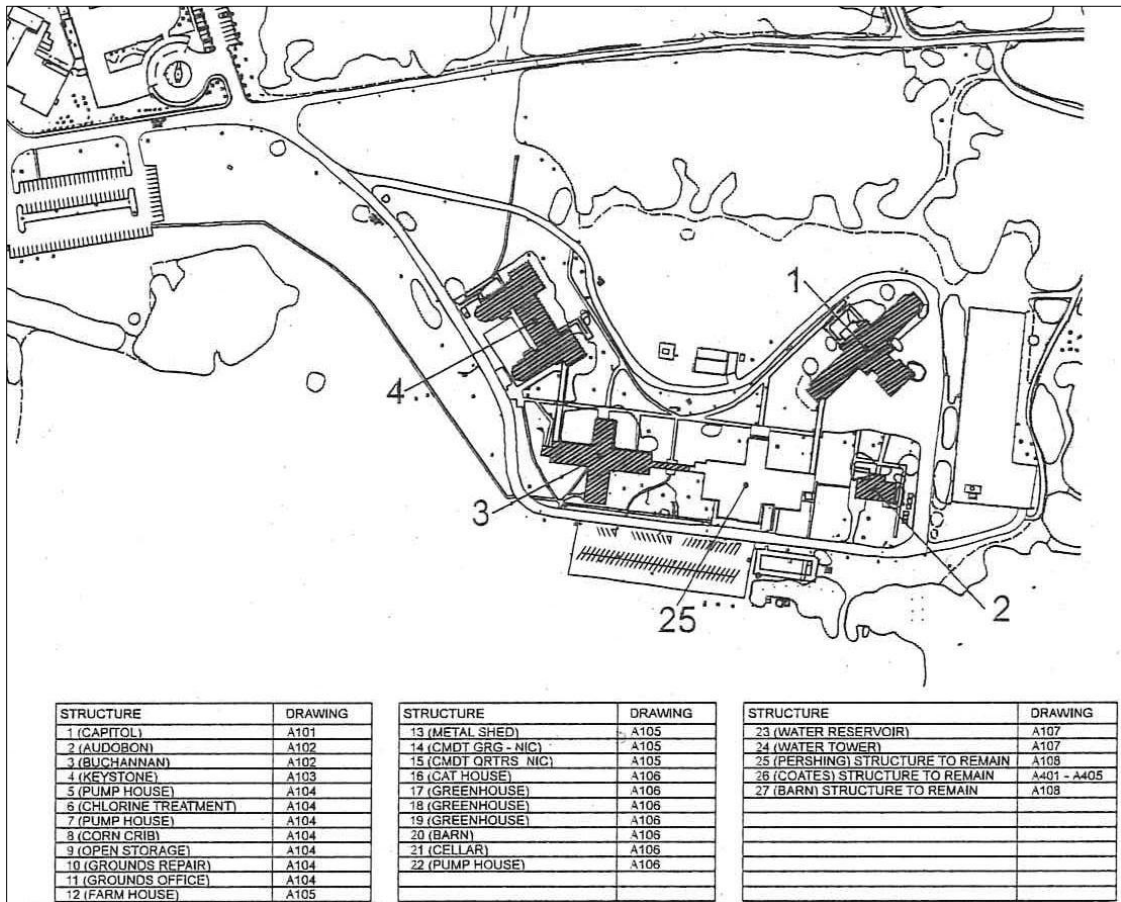 1
4
3
25
2
STRUCTURE DRAWING
1 (CAPITOL) A101
2 (AUDOBON) A102
3 (BUCHANNAN) A102
4 (KEYSTONE) A103
5 (PUMP HOUSE) A104
6 (CHLORINE TREATMENT) A104
7 (PUMP HOUSE) A104
8 (CORN CRIB) A104
9 (OPEN STORAGE) A104
10 (GROUNDS REPAIR) A104
11 (GROUNDS OFFICE) A104
12 (FARM HOUSE) A105
STRUCTURE DRAWING
13 (METAL SHED) A105
14 (CMDT GRG - NIC) A105
15 (CMDT QRTRS NIC) A105
16 (CAT HOUSE) A106
17 (GREENHOUSE) A106
18 (GREENHOUSE) A106
19 (GREENHOUSE) A106
20 (BARN) A106
21 (CELLAR) A106
22 (PUMP HOUSE) A106
STRUCTURE DRAWING
23 (WATER RESERVOIR) A107
24 (WATER TOWER) A107
25 (PERSHING) STRUCTURE TO REMAIN A108
26 (COATES) STRUCTURE TO REMAIN A401 - A405
27 (BARN) STRUCTURE TO REMAIN A108